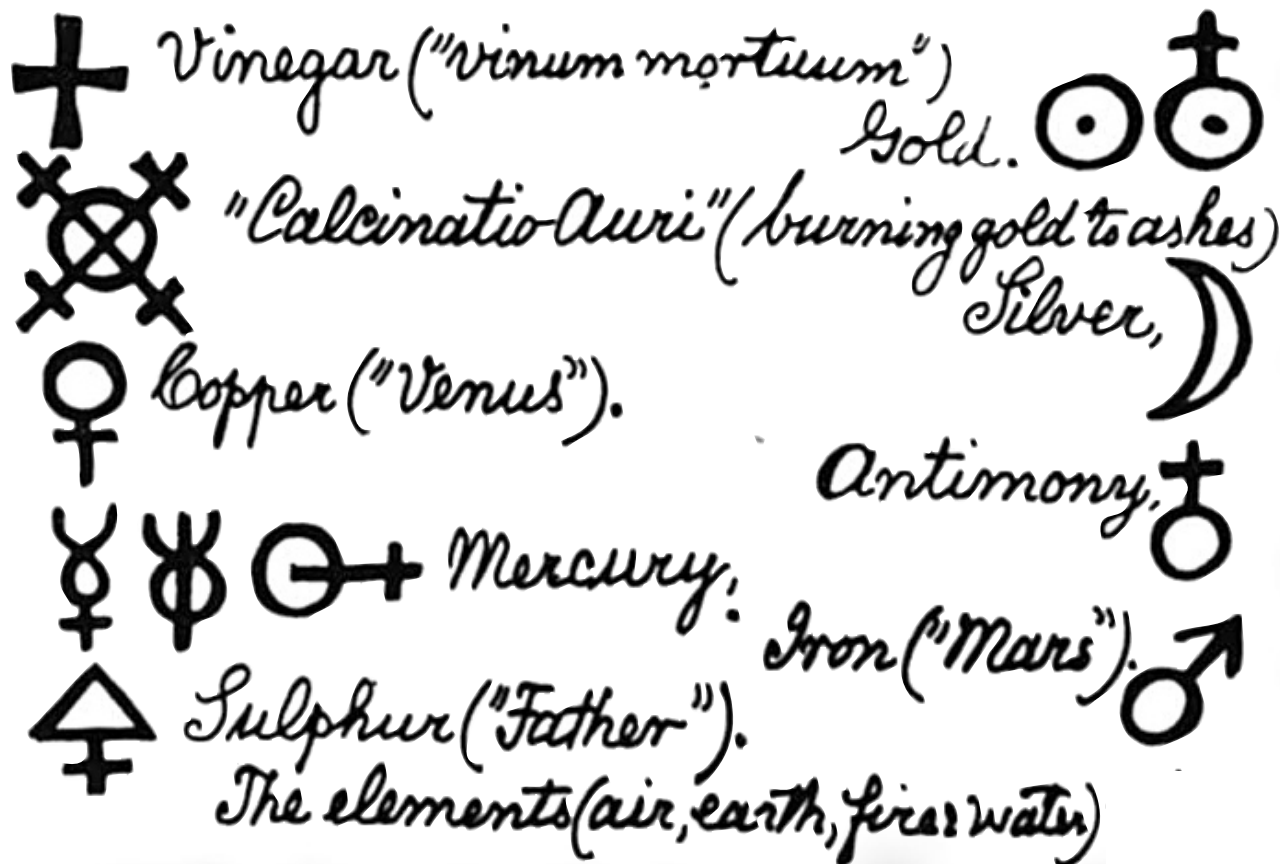 Vinegar ("vinum mortuum")
Gold.
"Calcinatio Auri" (burning gold to ashes)
Silver,
Copper ("Venus").
Antimony,
Mercury;
Iron ("Mars").
Sulphur ("Father").
The elements (air, earth, fire & water)